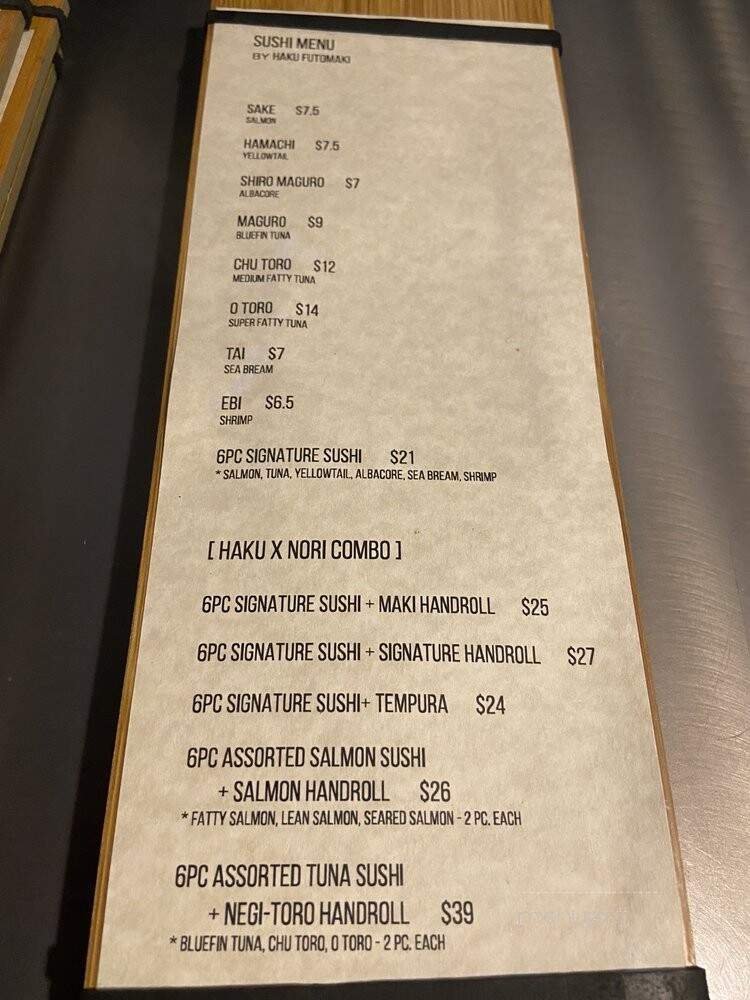 SUSHI MENU
BY HAKU FUTOMAKI
SAKE $7.5
SALMON
HAMACHI $7.5
YELLOWTAIL
SHIRO MAGURO $7
ALBACORE
MAGURO $9
BLUEFIN TUNA
CHU TORO $12
MEDIUM FATTY TUNA
O TORO $14
SUPER FATTY TUNA
TAI $7
SEA BREAM
EBI $6.5
SHRIMP
6PC SIGNATURE SUSHI $21
* SALMON, TUNA, YELLOWTAIL, ALBACORE, SEA BREAM, SHRIMP
[ HAKU X NORI COMBO ]
6PC SIGNATURE SUSHI + MAKI HANDROLL $25
6PC SIGNATURE SUSHI + SIGNATURE HANDROLL $27
6PC SIGNATURE SUSHI+ TEMPURA $24
6PC ASSORTED SALMON SUSHI
+ SALMON HANDROLL $26
* FATTY SALMON, LEAN SALMON, SEARED SALMON - 2 PC. EACH
6PC ASSORTED TUNA SUSHI
+ NEGI-TORO HANDROLL $39
* BLUEFIN TUNA, CHU TORO, O TORO - 2 PC. EACH